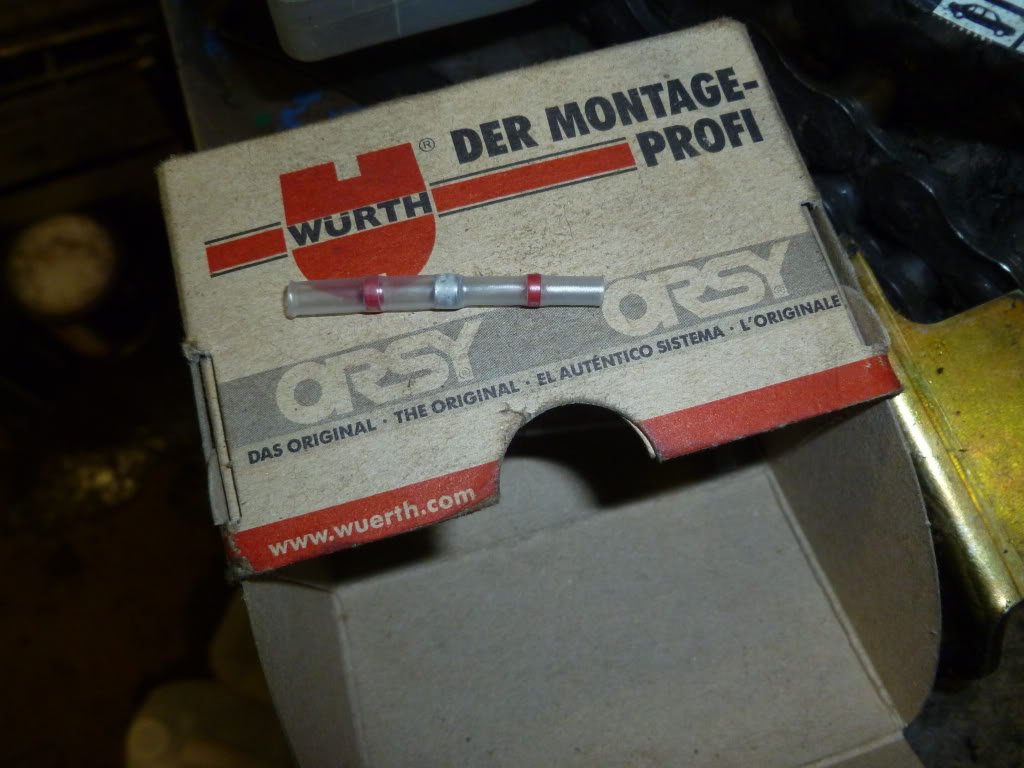 DER MONTAGE-
PROFI
WÜRTH®
ORSY ORSY®
DAS ORIGINAL · THE ORIGINAL · EL AUTÉNTICO SISTEMA · L'ORIGINALE
www.wuerth.com